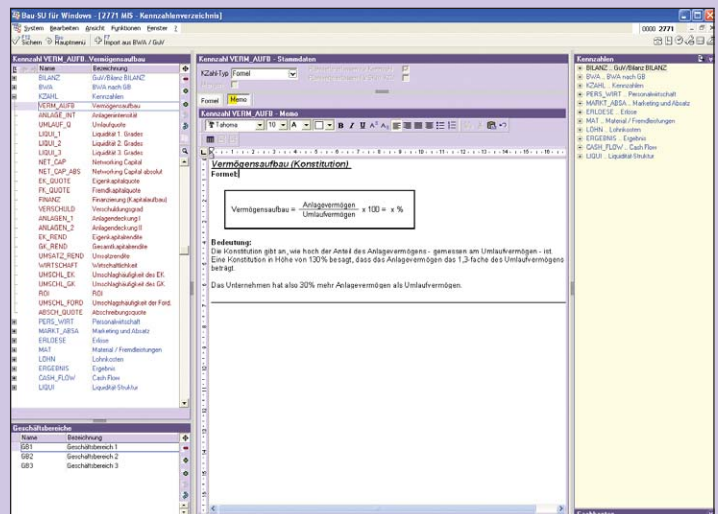 Bau-SU für Windows - [2771 MIS - Kennzahlenverzeichnis]
System Bearbeiten Ansicht Funktionen Fenster ?
0000 2771
F12 Sichern Esc Hauptmenü F7 Import aus BWA / GuV
Kennzahl VERM_AUFB..Vermögensaufbau
Name Bezeichnung
BILANZ GuV/Bilanz BILANZ
BWA BWA nach GB
KZAHL Kennzahlen
VERM_AUFB Vermögensaufbau
ANLAGE_INT Anlagenintensität
UMLAUF_Q Umlaufquote
LIQUI_1 Liquidität 1. Grades
LIQUI_2 Liquidität 2. Grades
LIQUI_3 Liquidität 3. Grades
NET_CAP Networking Capital
NET_CAP_ABS Networking Capital absolut
EK_QUOTE Eigenkapitalquote
FK_QUOTE Fremdkapitalquote
FINANZ Finanzierung (Kapitalaufbau)
VERSCHULD Verschuldungsgrad
ANLAGEN_1 Anlagendeckung I
ANLAGEN_2 Anlagendeckung II
EK_REND Eigenkapitalrendite
GK_REND Gesamtkapitalrendite
UMSATZ_REND Umsatzrendite
WIRTSCHAFT Wirtschaftlichkeit
UMSCHL_EK Umschlaghäufigkeit des EK.
UMSCHL_GK Umschlaghäufigkeit des GK.
ROI ROI
UMSCHL_FORD Umschlagshäufigkeit der Ford.
ABSCH_QUOTE Abschreibungsquote
PERS_WIRT Personalwirtschaft
MARKT_ABSA Marketing und Absatz
ERLOESE Erlöse
MAT Material / Fremdleistungen
LOHN Lohnkosten
ERGEBNIS Ergebnis
CASH_FLOW Cash Flow
LIQUI Liquidität-Struktur
Geschäftsbereiche
Name Bezeichnung
GB1 Geschäftsbereich 1
GB2 Geschäftsbereich 2
GB3 Geschäftsbereich 3
Kennzahl VERM_AUFB - Stammdaten
KZahl-Typ Formel
Formel Memo
Kennzahl VERM_AUFB - Memo
Tahoma 10 A B I U
Vermögensaufbau (Konstitution)
Formel:
Vermögensaufbau = Anlagevermögen / Umlaufvermögen x 100 = x %
Bedeutung:
Die Konstitution gibt an, wie hoch der Anteil des Anlagevermögens - gemessen am Umlaufvermögen - ist.
Eine Konstitution in Höhe von 130% besagt, dass das Anlagevermögen das 1,3-fache des Umlaufvermögens
beträgt.
Das Unternehmen hat also 30% mehr Anlagevermögen als Umlaufvermögen.
Kennzahlen
BILANZ .. GuV/Bilanz BILANZ
BWA .. BWA nach GB
KZAHL .. Kennzahlen
PERS_WIRT .. Personalwirtschaft
MARKT_ABSA .. Marketing und Absatz
ERLOESE .. Erlöse
MAT .. Material / Fremdleistungen
LOHN .. Lohnkosten
ERGEBNIS .. Ergebnis
CASH_FLOW .. Cash Flow
LIQUI .. Liquidität-Struktur